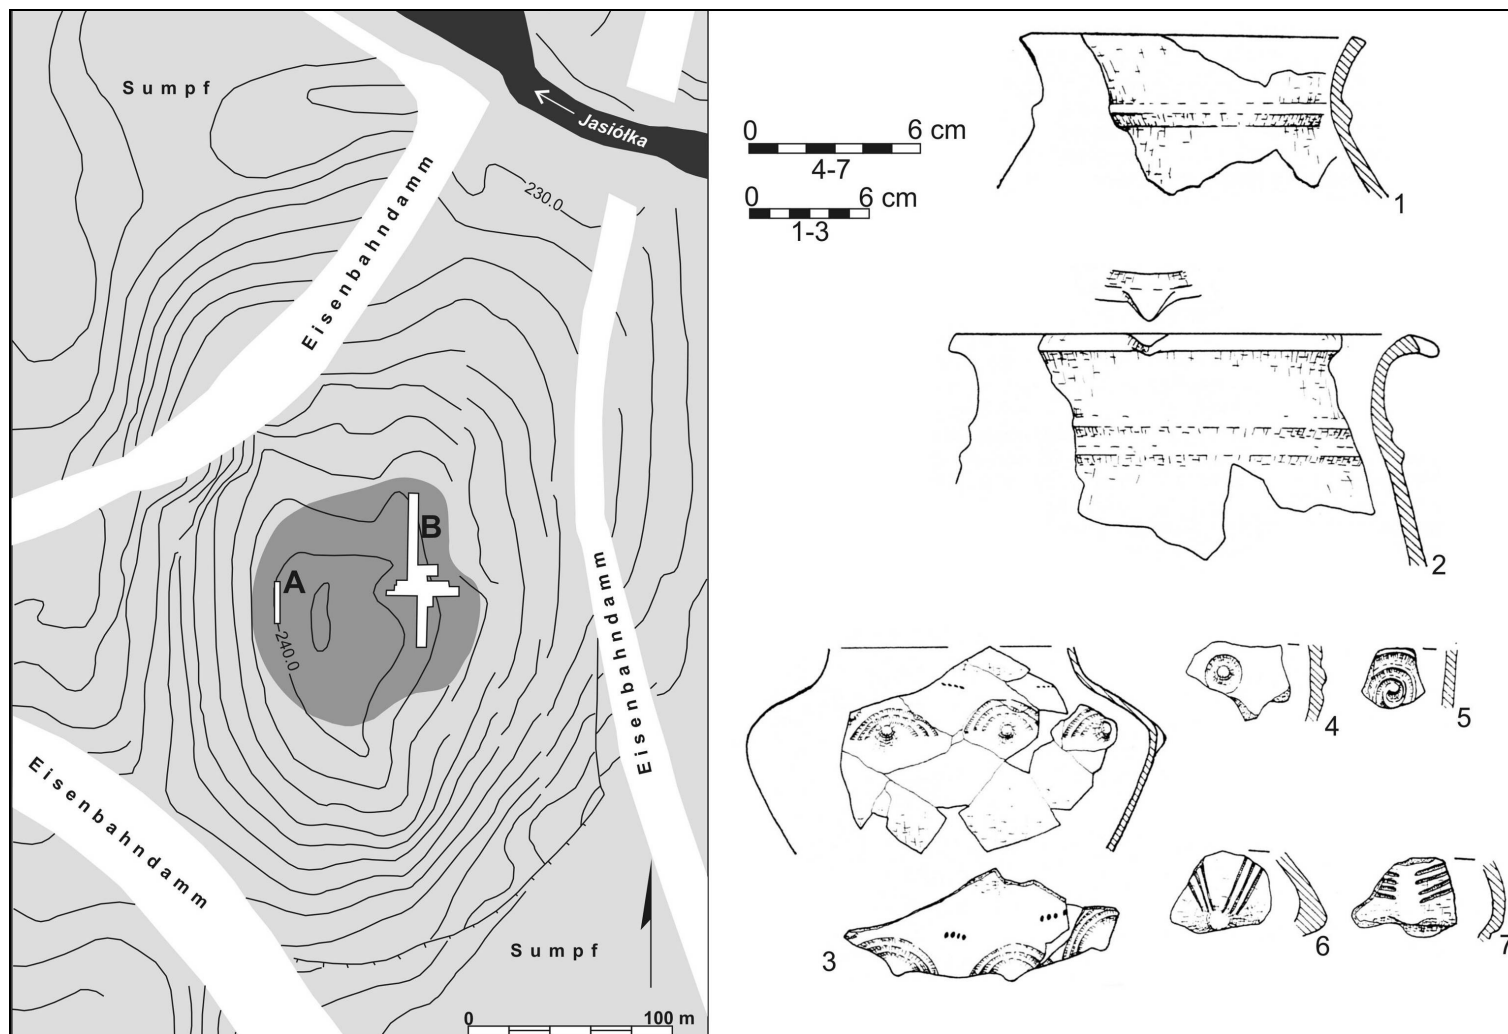 Sumpf
Jasiółka
230.0
Eisenbahndamm
B
A
240.0
Eisenbahndamm
Eisenbahndamm
Sumpf
0 100 m
0 6 cm
4-7
0 6 cm
1-3
1
2
3
4
5
6
7